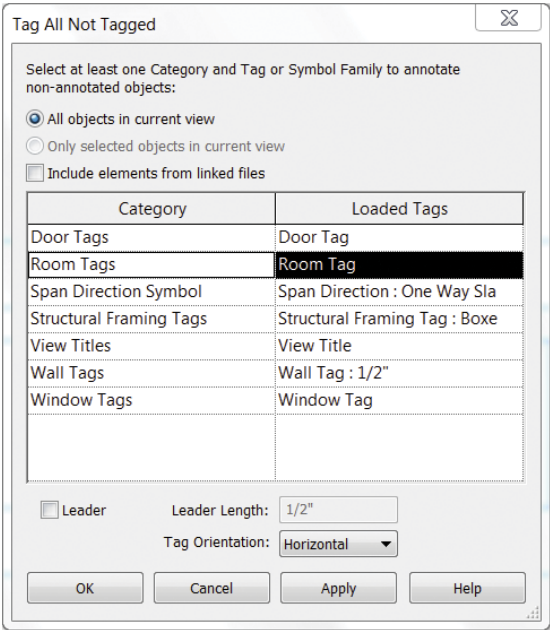 Tag All Not Tagged
Select at least one Category and Tag or Symbol Family to annotate
non-annotated objects:
All objects in current view
Only selected objects in current view
Include elements from linked files
Category Loaded Tags
Door Tags Door Tag
Room Tags Room Tag
Span Direction Symbol Span Direction : One Way Sla
Structural Framing Tags Structural Framing Tag : Boxe
View Titles View Title
Wall Tags Wall Tag : 1/2"
Window Tags Window Tag
Leader Leader Length: 1/2"
Tag Orientation: Horizontal
OK Cancel Apply Help